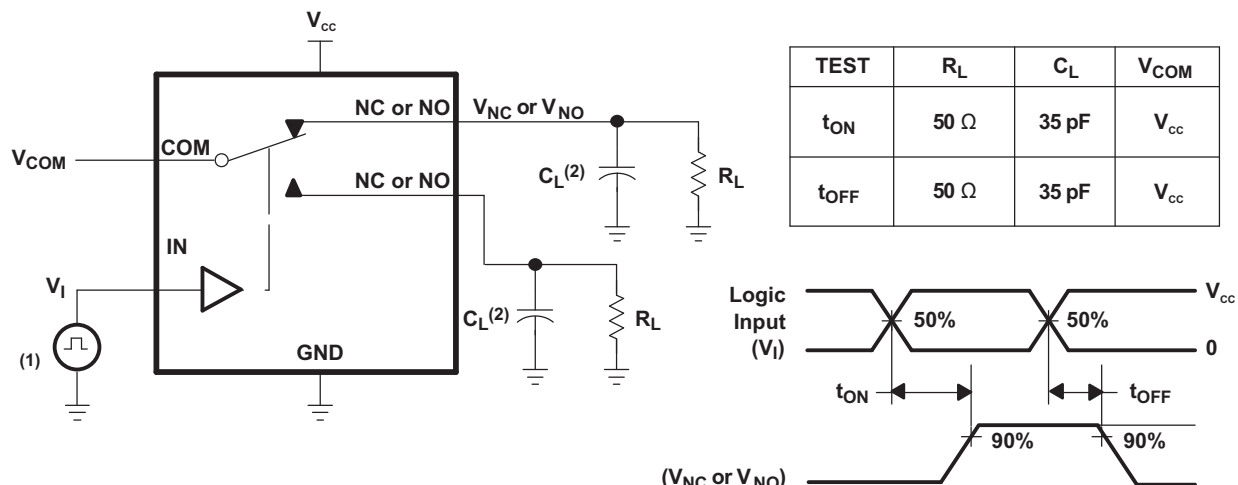 Vcc
NC or NO
VNC or VNO
COM
VCOM
CL(2)
RL
NC or NO
IN
VI
CL(2)
RL
(1)
GND
TEST RL CL VCOM
tON 50 Ω 35 pF Vcc
tOFF 50 Ω 35 pF Vcc
Logic
Input
(VI)
Vcc
50%
50%
0
tON
tOFF
90%
90%
(VNC or VNO)